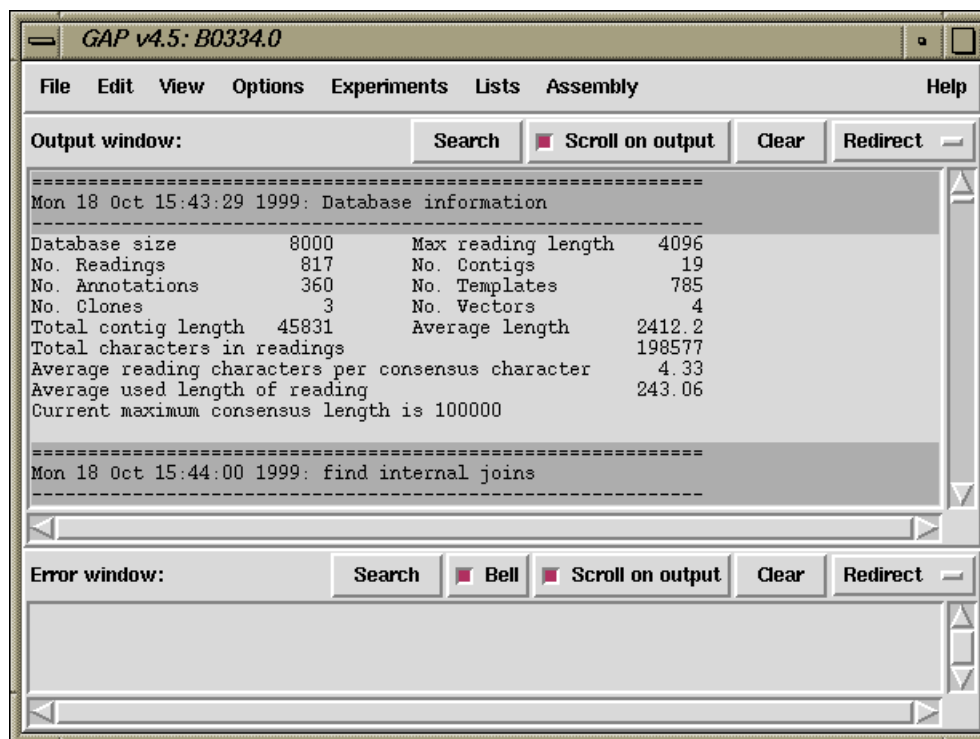 GAP v4.5: B0334.0
File Edit View Options Experiments Lists Assembly Help
Output window: Search Scroll on output Clear Redirect
==============================================================
Mon 18 Oct 15:43:29 1999: Database information
--------------------------------------------------------------
Database size 8000 Max reading length 4096
No. Readings 817 No. Contigs 19
No. Annotations 360 No. Templates 785
No. Clones 3 No. Vectors 4
Total contig length 45831 Average length 2412.2
Total characters in readings 198577
Average reading characters per consensus character 4.33
Average used length of reading 243.06
Current maximum consensus length is 100000
==============================================================
Mon 18 Oct 15:44:00 1999: find internal joins
--------------------------------------------------------------
Error window: Search Bell Scroll on output Clear Redirect